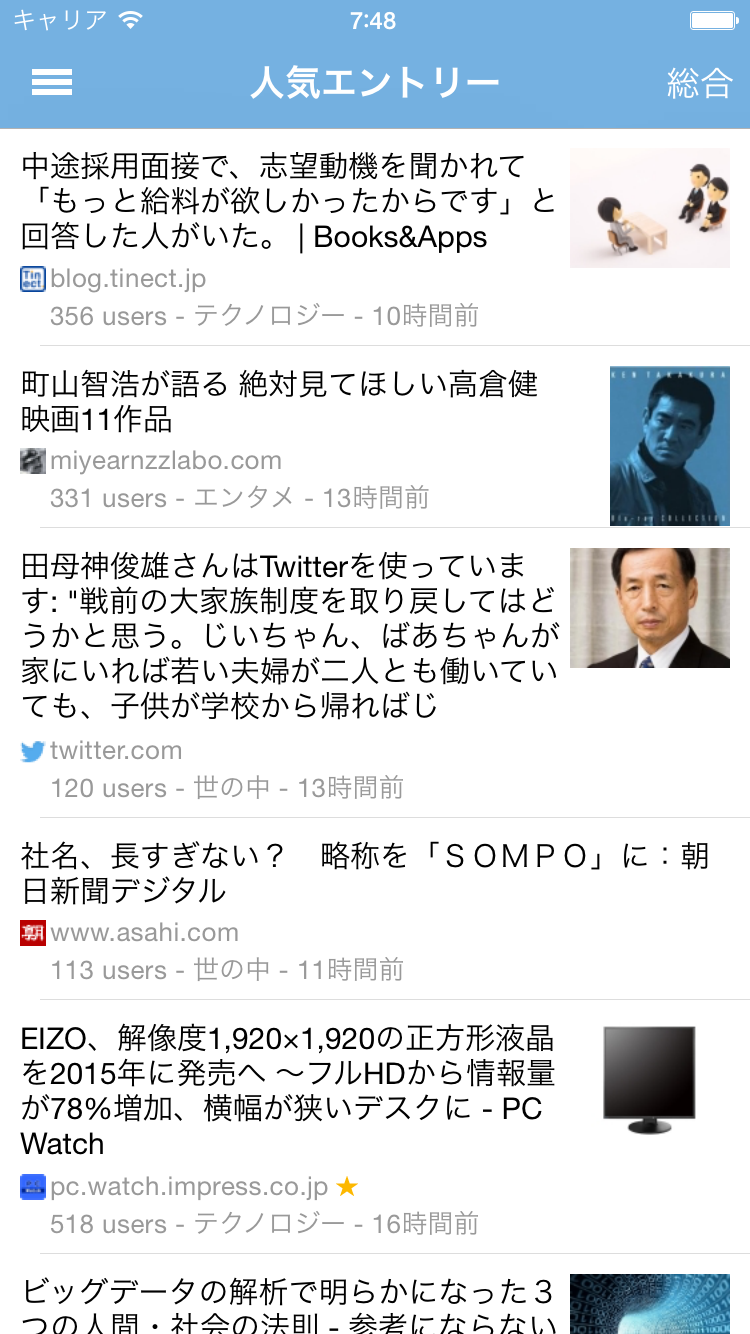 キャリア 7:48
人気エントリー 総合
中途採用面接で、志望動機を聞かれて
「もっと給料が欲しかったからです」と
回答した人がいた。 | Books&Apps
Tinect
blog.tinect.jp
356 users - テクノロジー - 10時間前
町山智浩が語る 絶対見てほしい高倉健
映画11作品
KEN TAKAKURA
Blu-ray COLLECTION
miyearnzzlabo.com
331 users - エンタメ - 13時間前
田母神俊雄さんはTwitterを使っていま
す: "戦前の大家族制度を取り戻してはど
うかと思う。じいちゃん、ばあちゃんが
家にいれば若い夫婦が二人とも働いてい
ても、子供が学校から帰ればじ
twitter.com
120 users - 世の中 - 13時間前
社名、長すぎない？　略称を「ＳＯＭＰＯ」に：朝
日新聞デジタル
朝
www.asahi.com
113 users - 世の中 - 11時間前
EIZO、解像度1,920×1,920の正方形液晶
を2015年に発売へ ～フルHDから情報量
が78%増加、横幅が狭いデスクに - PC
Watch
pc.watch.impress.co.jp ★
518 users - テクノロジー - 16時間前
ビッグデータの解析で明らかになった３
つの人間・社会の法則 - 参考にならない